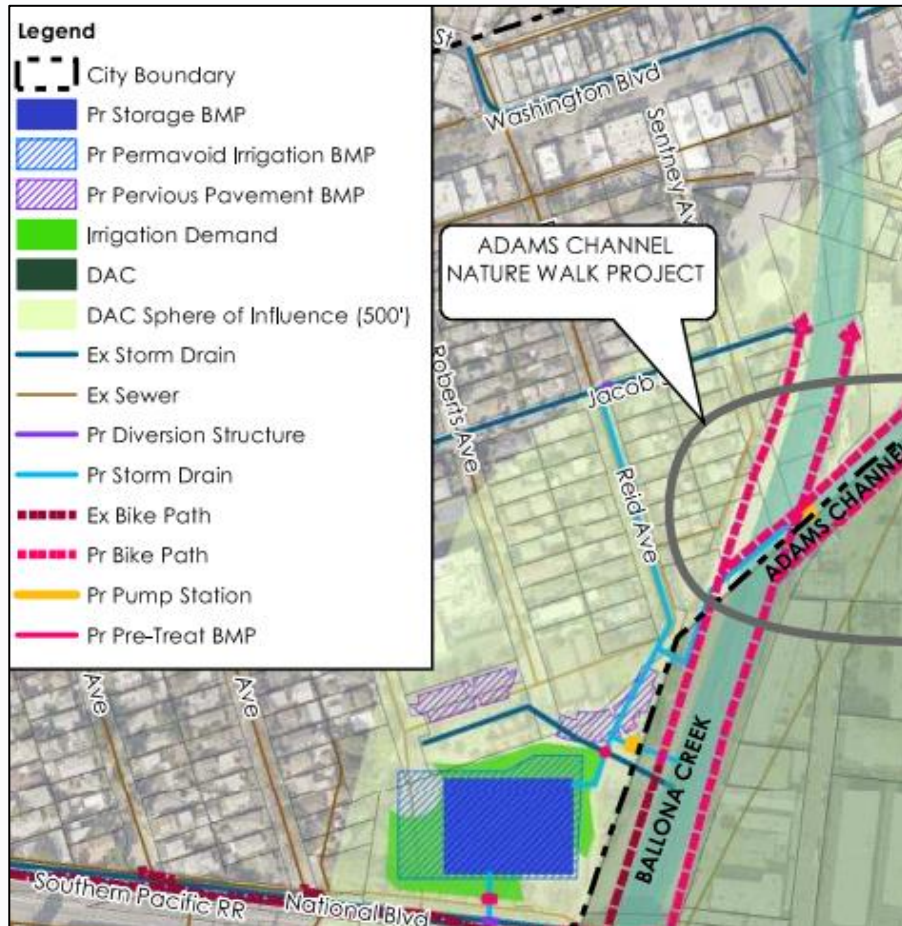 Legend
City Boundary
Pr Storage BMP
Pr Permavoid Irrigation BMP
Pr Pervious Pavement BMP
Irrigation Demand
DAC
DAC Sphere of Influence (500')
Ex Storm Drain
Ex Sewer
Pr Diversion Structure
Pr Storm Drain
Ex Bike Path
Pr Bike Path
Pr Pump Station
Pr Pre-Treat BMP
St
Washington Blvd
Sentney Av
ADAMS CHANNEL
NATURE WALK PROJECT
Roberts Ave
Jacob S
Reid Ave
ADAMS CHANNEL
Ave
Ave
BALLONA CREEK
Southern Pacific RR
National Blvd